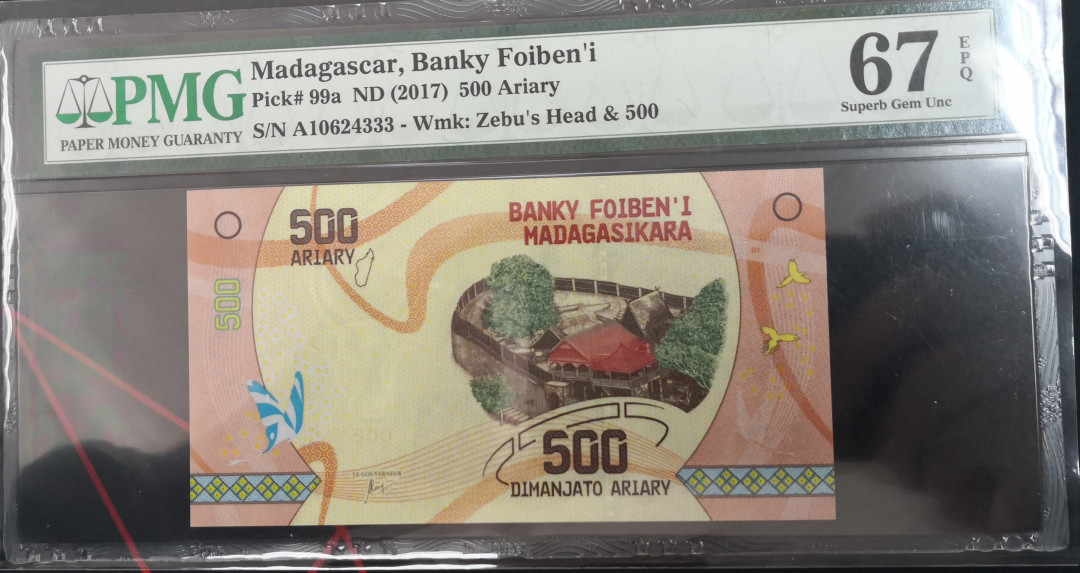 PMG
PAPER MONEY GUARANTY
Madagascar, Banky Foiben'i
Pick# 99a ND (2017) 500 Ariary
S/N A10624333 - Wmk: Zebu's Head & 500
67
EPQ
Superb Gem Unc
500
ARIARY
BANKY FOIBEN'I
MADAGASIKARA
500
500
LE GOUVERNEUR
500
DIMANJATO ARIARY